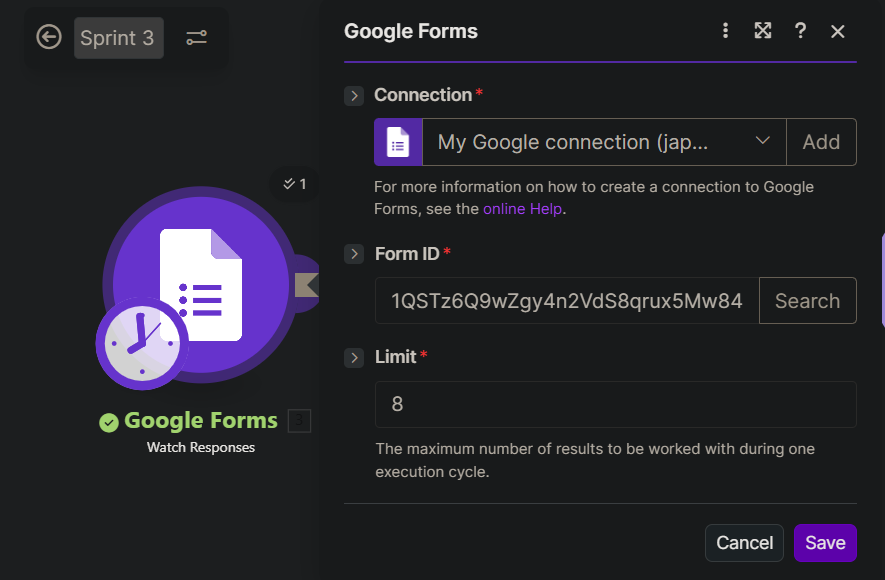 Sprint 3
Google Forms
Connection *
My Google connection (jap...
Add
For more information on how to create a connection to Google
Forms, see the online Help.
Form ID *
1QSTz6Q9wZgy4n2VdS8qrux5Mw84
Search
Limit *
8
The maximum number of results to be worked with during one
execution cycle.
Cancel
Save
1
Google Forms
3
Watch Responses